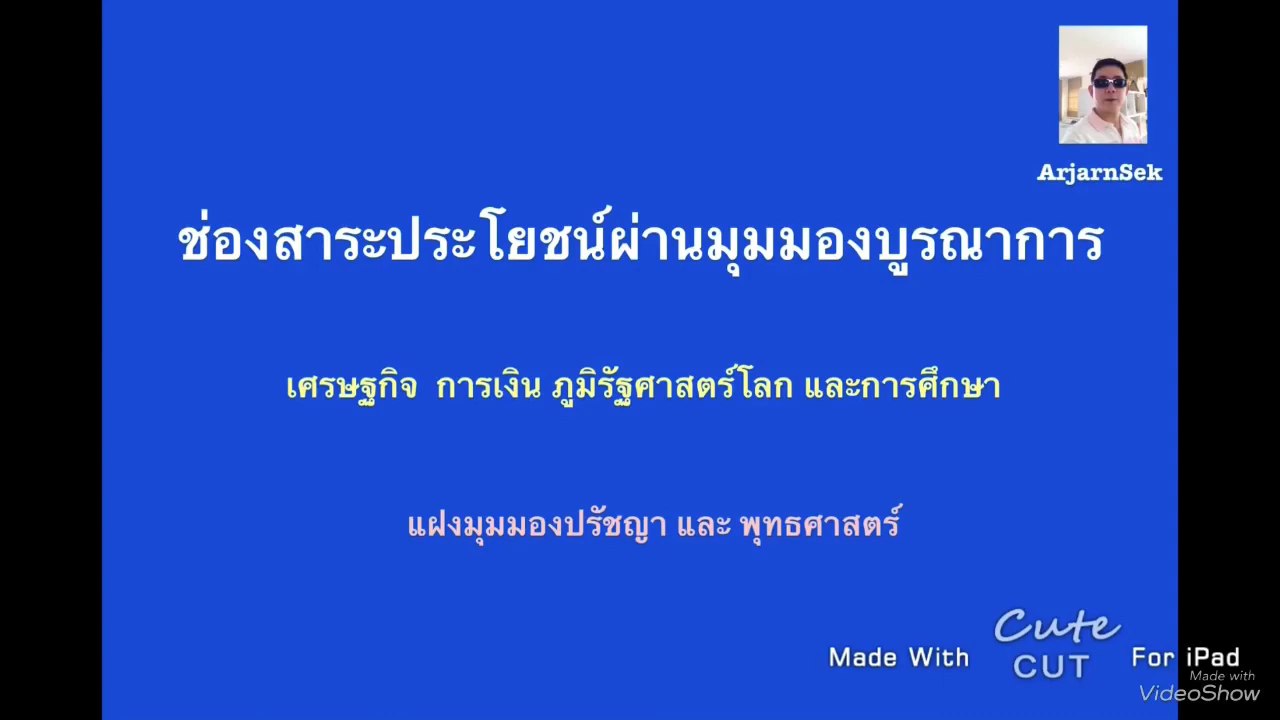 ArjarnSek
ช่องสาระประโยชน์ผ่านมุมมองบูรณาการ
เศรษฐกิจ การเงิน ภูมิรัฐศาสตร์โลก และการศึกษา
แฝงมุมมองปรัชญา และ พุทธศาสตร์
Made With Cute CUT For iPad
Made with
VideoShow